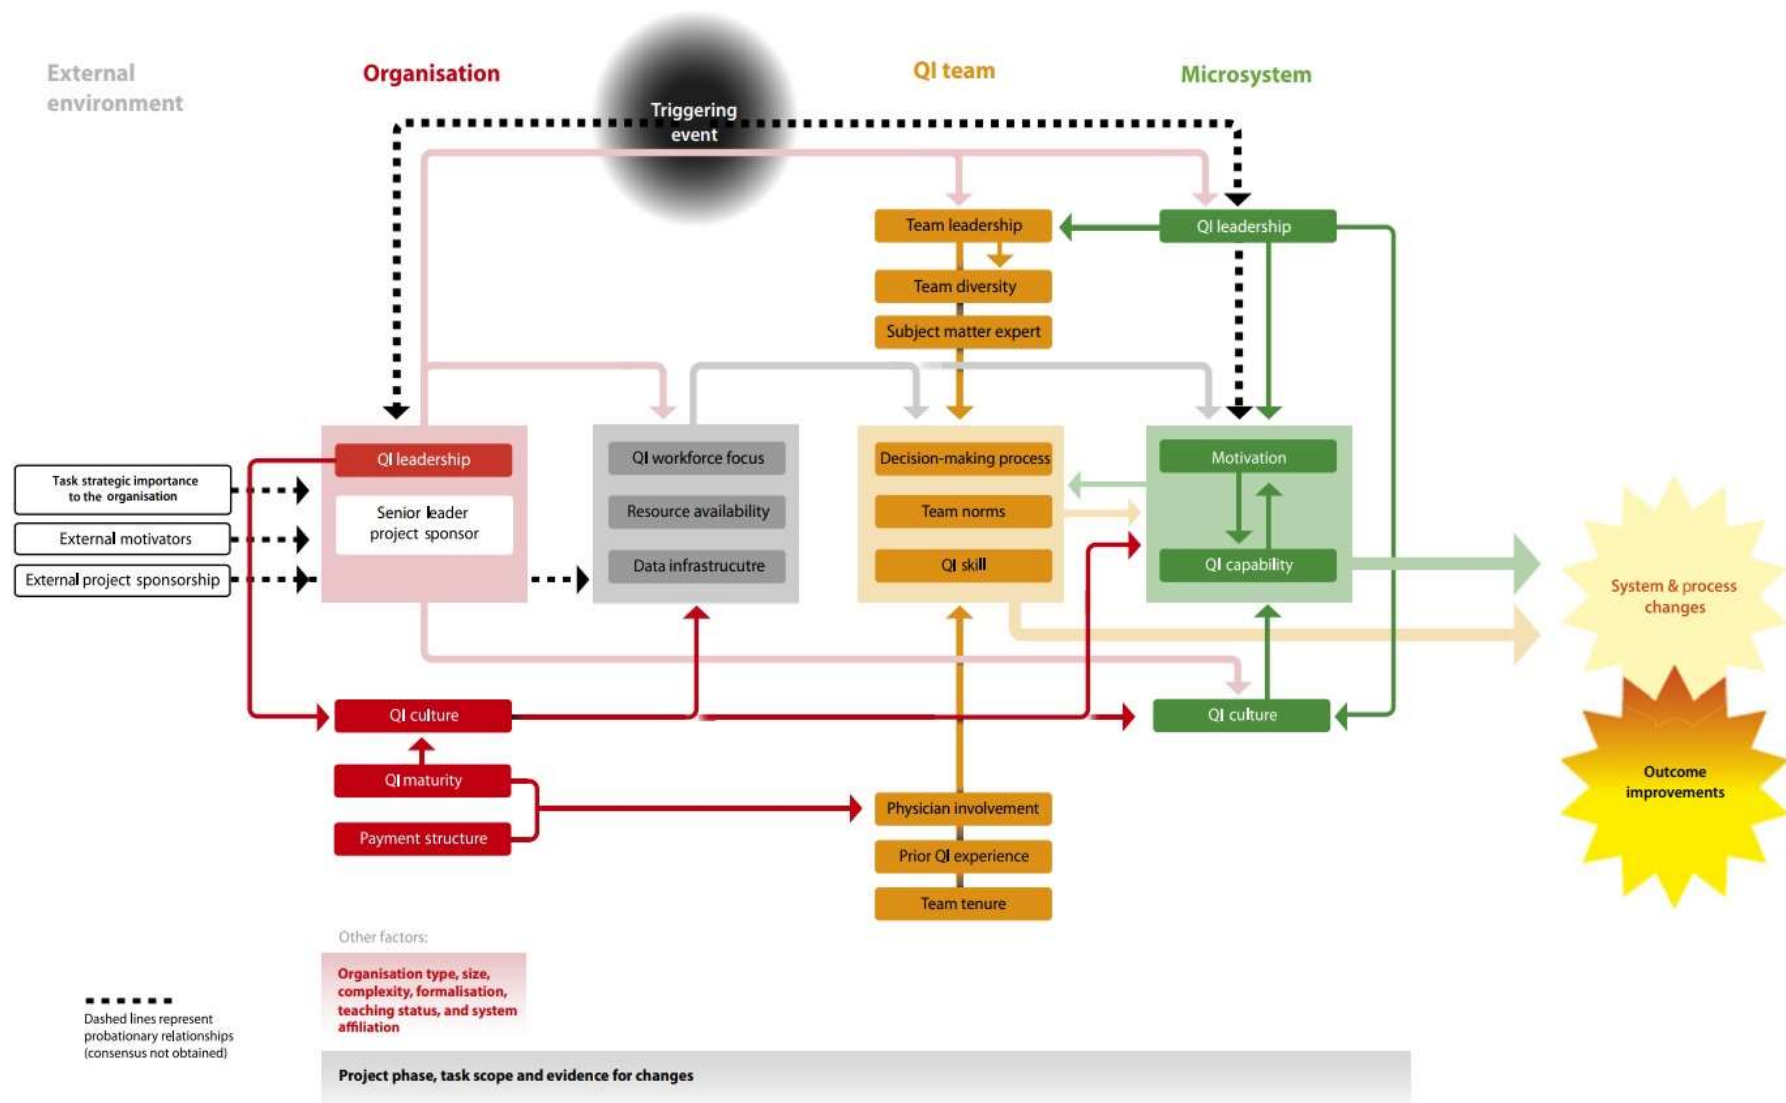 External
environment
Organisation
QI team
Microsystem
Triggering
event
Team leadership
QI leadership
Team diversity
Subject matter expert
QI leadership
Senior leader
project sponsor
QI workforce focus
Resource availability
Data infrastrucutre
Decision-making process
Team norms
QI skill
Motivation
QI capability
Task strategic importance
to the organisation
External motivators
External project sponsorship
System & process
changes
QI culture
QI culture
QI maturity
Payment structure
Physician involvement
Prior QI experience
Team tenure
Outcome
improvements
Other factors:
Organisation type, size,
complexity, formalisation,
teaching status, and system
affiliation
Dashed lines represent
probationary relationships
(consensus not obtained)
Project phase, task scope and evidence for changes